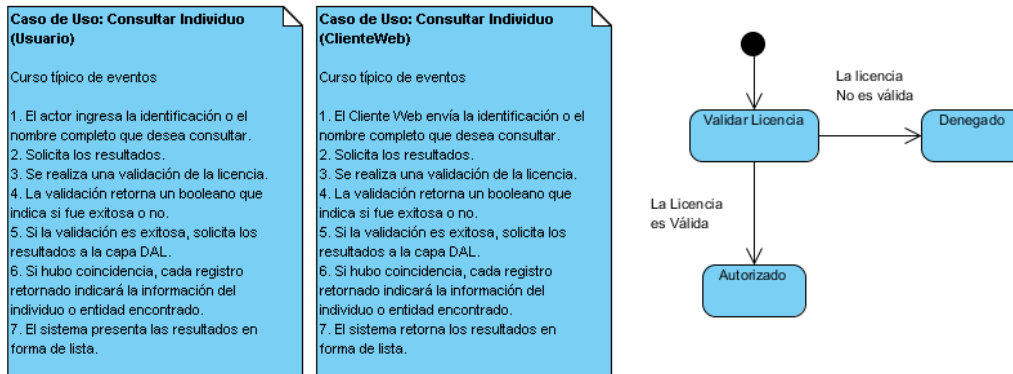 Caso de Uso: Consultar Individuo
(Usuario)
Curso típico de eventos
1. El actor ingresa la identificación o el
nombre completo que desea consultar.
2. Solicita los resultados.
3. Se realiza una validación de la licencia.
4. La validación retorna un booleano que
indica si fue exitosa o no.
5. Si la validación es exitosa, solicita los
resultados a la capa DAL.
6. Si hubo coincidencia, cada registro
retornado indicará la información del
individuo o entidad encontrado.
7. El sistema presenta las resultados en
forma de lista.
Caso de Uso: Consultar Individuo
(ClienteWeb)
Curso típico de eventos
1. El Cliente Web envía la identificación o el
nombre completo que desea consultar.
2. Solicita los resultados.
3. Se realiza una validación de la licencia.
4. La validación retorna un booleano que
indica si fue exitosa o no.
5. Si la validación es exitosa, solicita los
resultados a la capa DAL.
6. Si hubo coincidencia, cada registro
retornado indicará la información del
individuo o entidad encontrado.
7. El sistema retorna los resultados en
forma de lista.
La licencia
No es válida
Validar Licencia
Denegado
La Licencia
es Válida
Autorizado